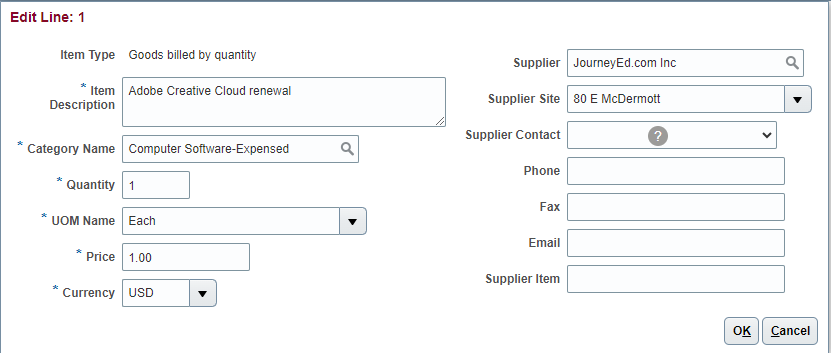 Edit Line: 1
Item Type Goods billed by quantity
* Item Description Adobe Creative Cloud renewal
* Category Name Computer Software-Expensed
* Quantity 1
* UOM Name Each
* Price 1.00
* Currency USD
Supplier JourneyEd.com Inc
Supplier Site 80 E McDermott
Supplier Contact ?
Phone
Fax
Email
Supplier Item
OK Cancel